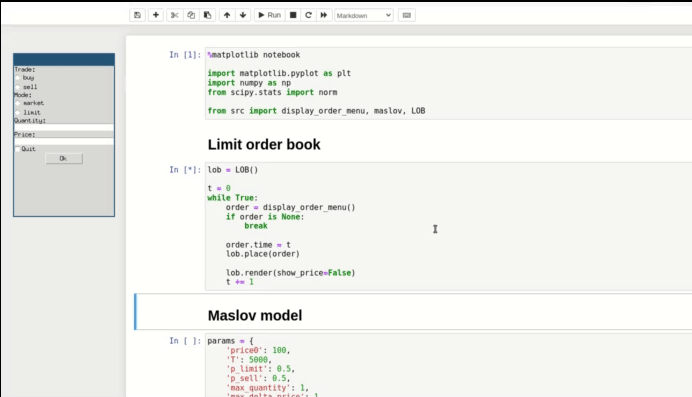 Run
Markdown
Trade:
buy
sell
Mode:
market
limit
Quantity:
Price:
Quit
Ok
In [1]:
%matplotlib notebook
import matplotlib.pyplot as plt
import numpy as np
from scipy.stats import norm
from src import display_order_menu, maslov, LOB
Limit order book
In [*]:
lob = LOB()
t = 0
while True:
order = display_order_menu()
if order is None:
break
order.time = t
lob.place(order)
lob.render(show_price=False)
t += 1
Maslov model
In [ ]:
params = {
'price0': 100,
'T': 5000,
'p_limit': 0.5,
'p_sell': 0.5,
'max_quantity': 1,
'max_delta_price': 1